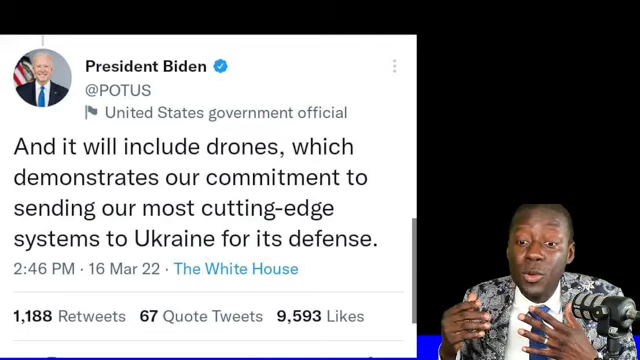 President Biden
@POTUS
United States government official
And it will include drones, which
demonstrates our commitment to
sending our most cutting-edge
systems to Ukraine for its defense.
2:46 PM · 16 Mar 22 · The White House
1,188 Retweets 67 Quote Tweets 9,593 Likes